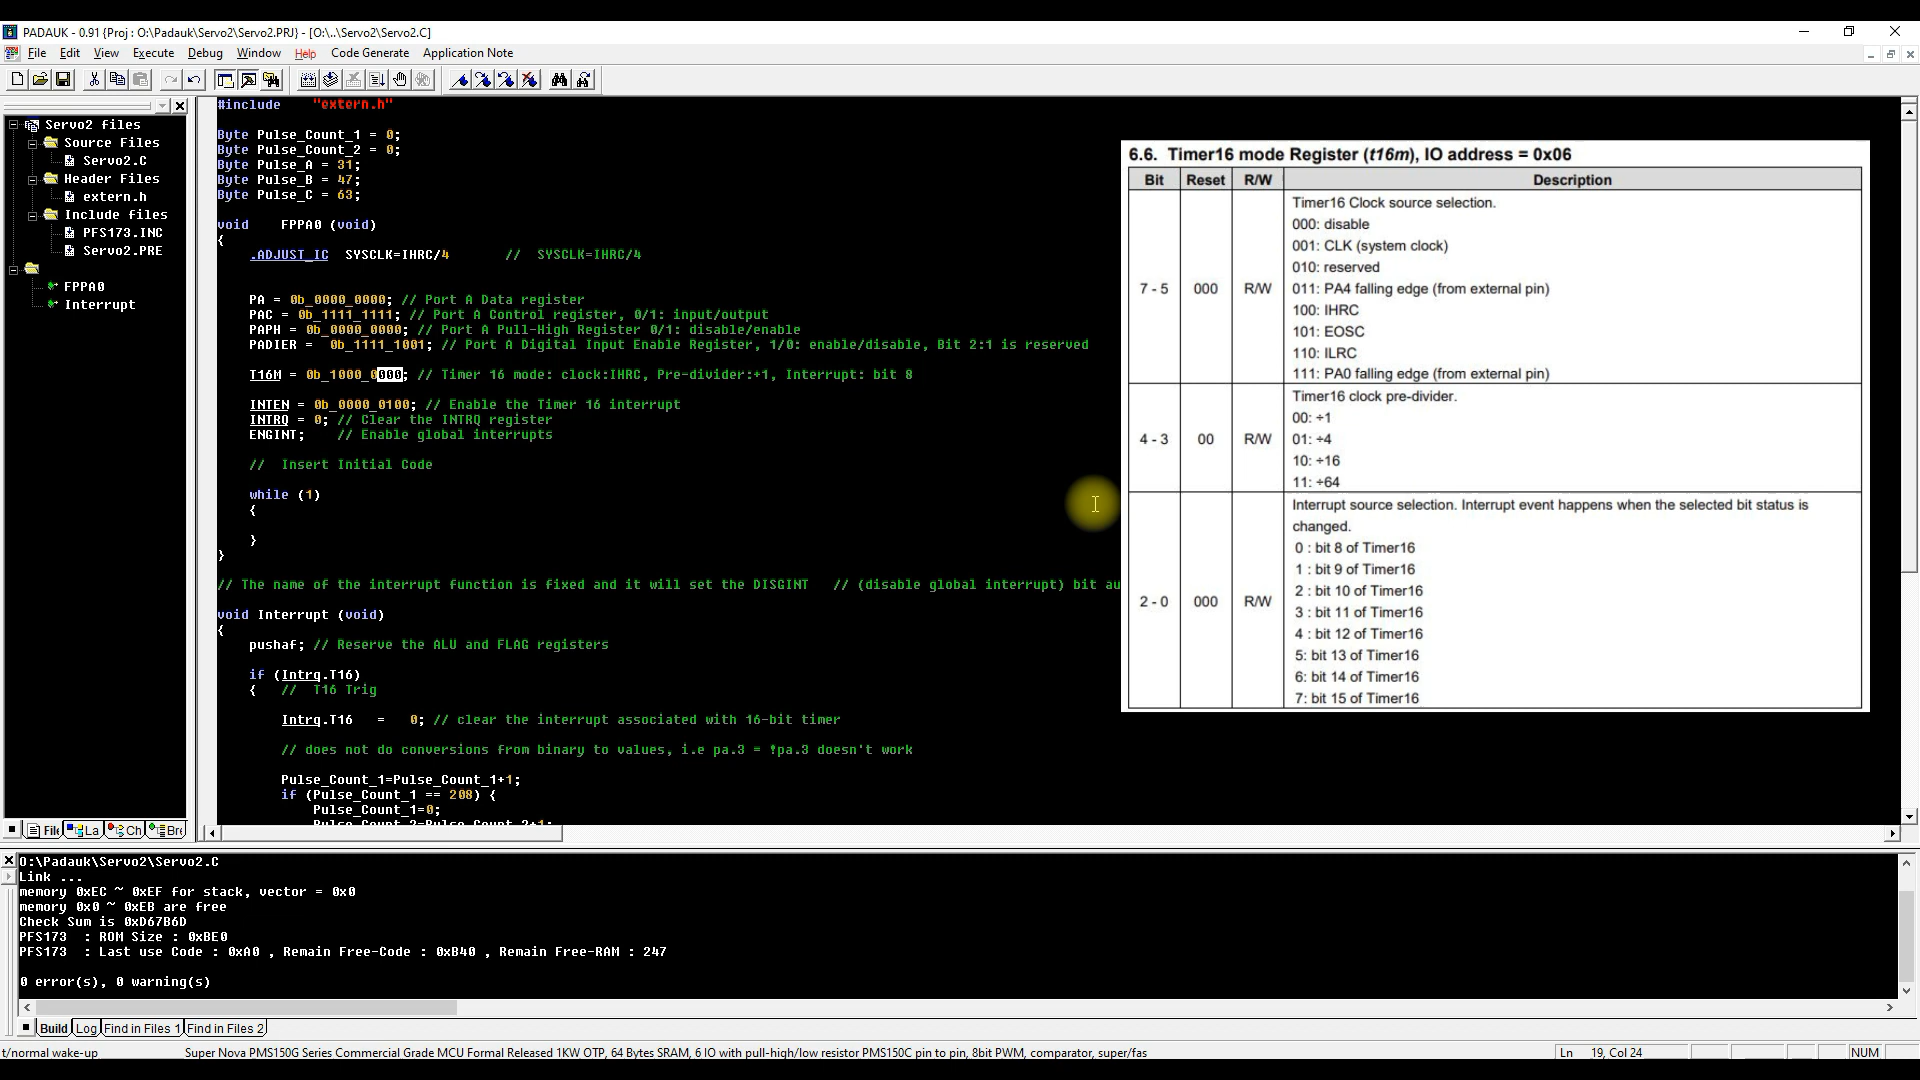 PADAUK - 0.91 {Proj : O:\Padauk\Servo2\Servo2.PRJ} - [O:\..\Servo2\Servo2.C]
File Edit View Execute Debug Window Help Code Generate Application Note
Servo2 files
Source Files
Servo2.C
Header Files
extern.h
Include files
PFS173.INC
Servo2.PRE
FPPA0
Interrupt
File La Ch Bre
#include "extern.h"
Byte Pulse_Count_1 = 0;
Byte Pulse_Count_2 = 0;
Byte Pulse_A = 31;
Byte Pulse_B = 47;
Byte Pulse_C = 63;
void FPPA0 (void)
{
.ADJUST_IC SYSCLK=IHRC/4 // SYSCLK=IHRC/4
PA = 0b_0000_0000; // Port A Data register
PAC = 0b_1111_1111; // Port A Control register, 0/1: input/output
PAPH = 0b_0000_0000; // Port A Pull-High Register 0/1: disable/enable
PADIER = 0b_1111_1001; // Port A Digital Input Enable Register, 1/0: enable/disable, Bit 2:1 is reserved
T16M = 0b_1000_0000; // Timer 16 mode: clock:IHRC, Pre-divider:÷1, Interrupt: bit 8
INTEN = 0b_0000_0100; // Enable the Timer 16 interrupt
INTRQ = 0; // Clear the INTRQ register
ENGINT; // Enable global interrupts
// Insert Initial Code
while (1)
{
}
}
// The name of the interrupt function is fixed and it will set the DISGINT // (disable global interrupt) bit au
void Interrupt (void)
{
pushaf; // Reserve the ALU and FLAG registers
if (Intrq.T16)
{ // T16 Trig
Intrq.T16 = 0; // clear the interrupt associated with 16-bit timer
// does not do conversions from binary to values, i.e pa.3 = !pa.3 doesn't work
Pulse_Count_1=Pulse_Count_1+1;
if (Pulse_Count_1 == 208) {
Pulse_Count_1=0;
Pulse_Count_2=Pulse_Count_2+1;
6.6. Timer16 mode Register (t16m), IO address = 0x06
Bit Reset R/W Description
7 - 5 000 R/W
Timer16 Clock source selection.
000: disable
001: CLK (system clock)
010: reserved
011: PA4 falling edge (from external pin)
100: IHRC
101: EOSC
110: ILRC
111: PA0 falling edge (from external pin)
4 - 3 00 R/W
Timer16 clock pre-divider.
00: ÷1
01: ÷4
10: ÷16
11: ÷64
2 - 0 000 R/W
Interrupt source selection. Interrupt event happens when the selected bit status is
changed.
0 : bit 8 of Timer16
1 : bit 9 of Timer16
2 : bit 10 of Timer16
3 : bit 11 of Timer16
4 : bit 12 of Timer16
5: bit 13 of Timer16
6: bit 14 of Timer16
7: bit 15 of Timer16
O:\Padauk\Servo2\Servo2.C
Link ...
memory 0xEC ~ 0xEF for stack, vector = 0x0
memory 0x0 ~ 0xEB are free
Check Sum is 0xD67B6D
PFS173 : ROM Size : 0xBE0
PFS173 : Last use Code : 0xA0 , Remain Free-Code : 0xB40 , Remain Free-RAM : 247
0 error(s), 0 warning(s)
Build Log Find in Files 1 Find in Files 2
t/normal wake-up Super Nova PMS150G Series Commercial Grade MCU Formal Released 1KW OTP, 64 Bytes SRAM, 6 IO with pull-high/low resistor PMS150C pin to pin, 8bit PWM, comparator, super/fas Ln 19, Col 24 NUM